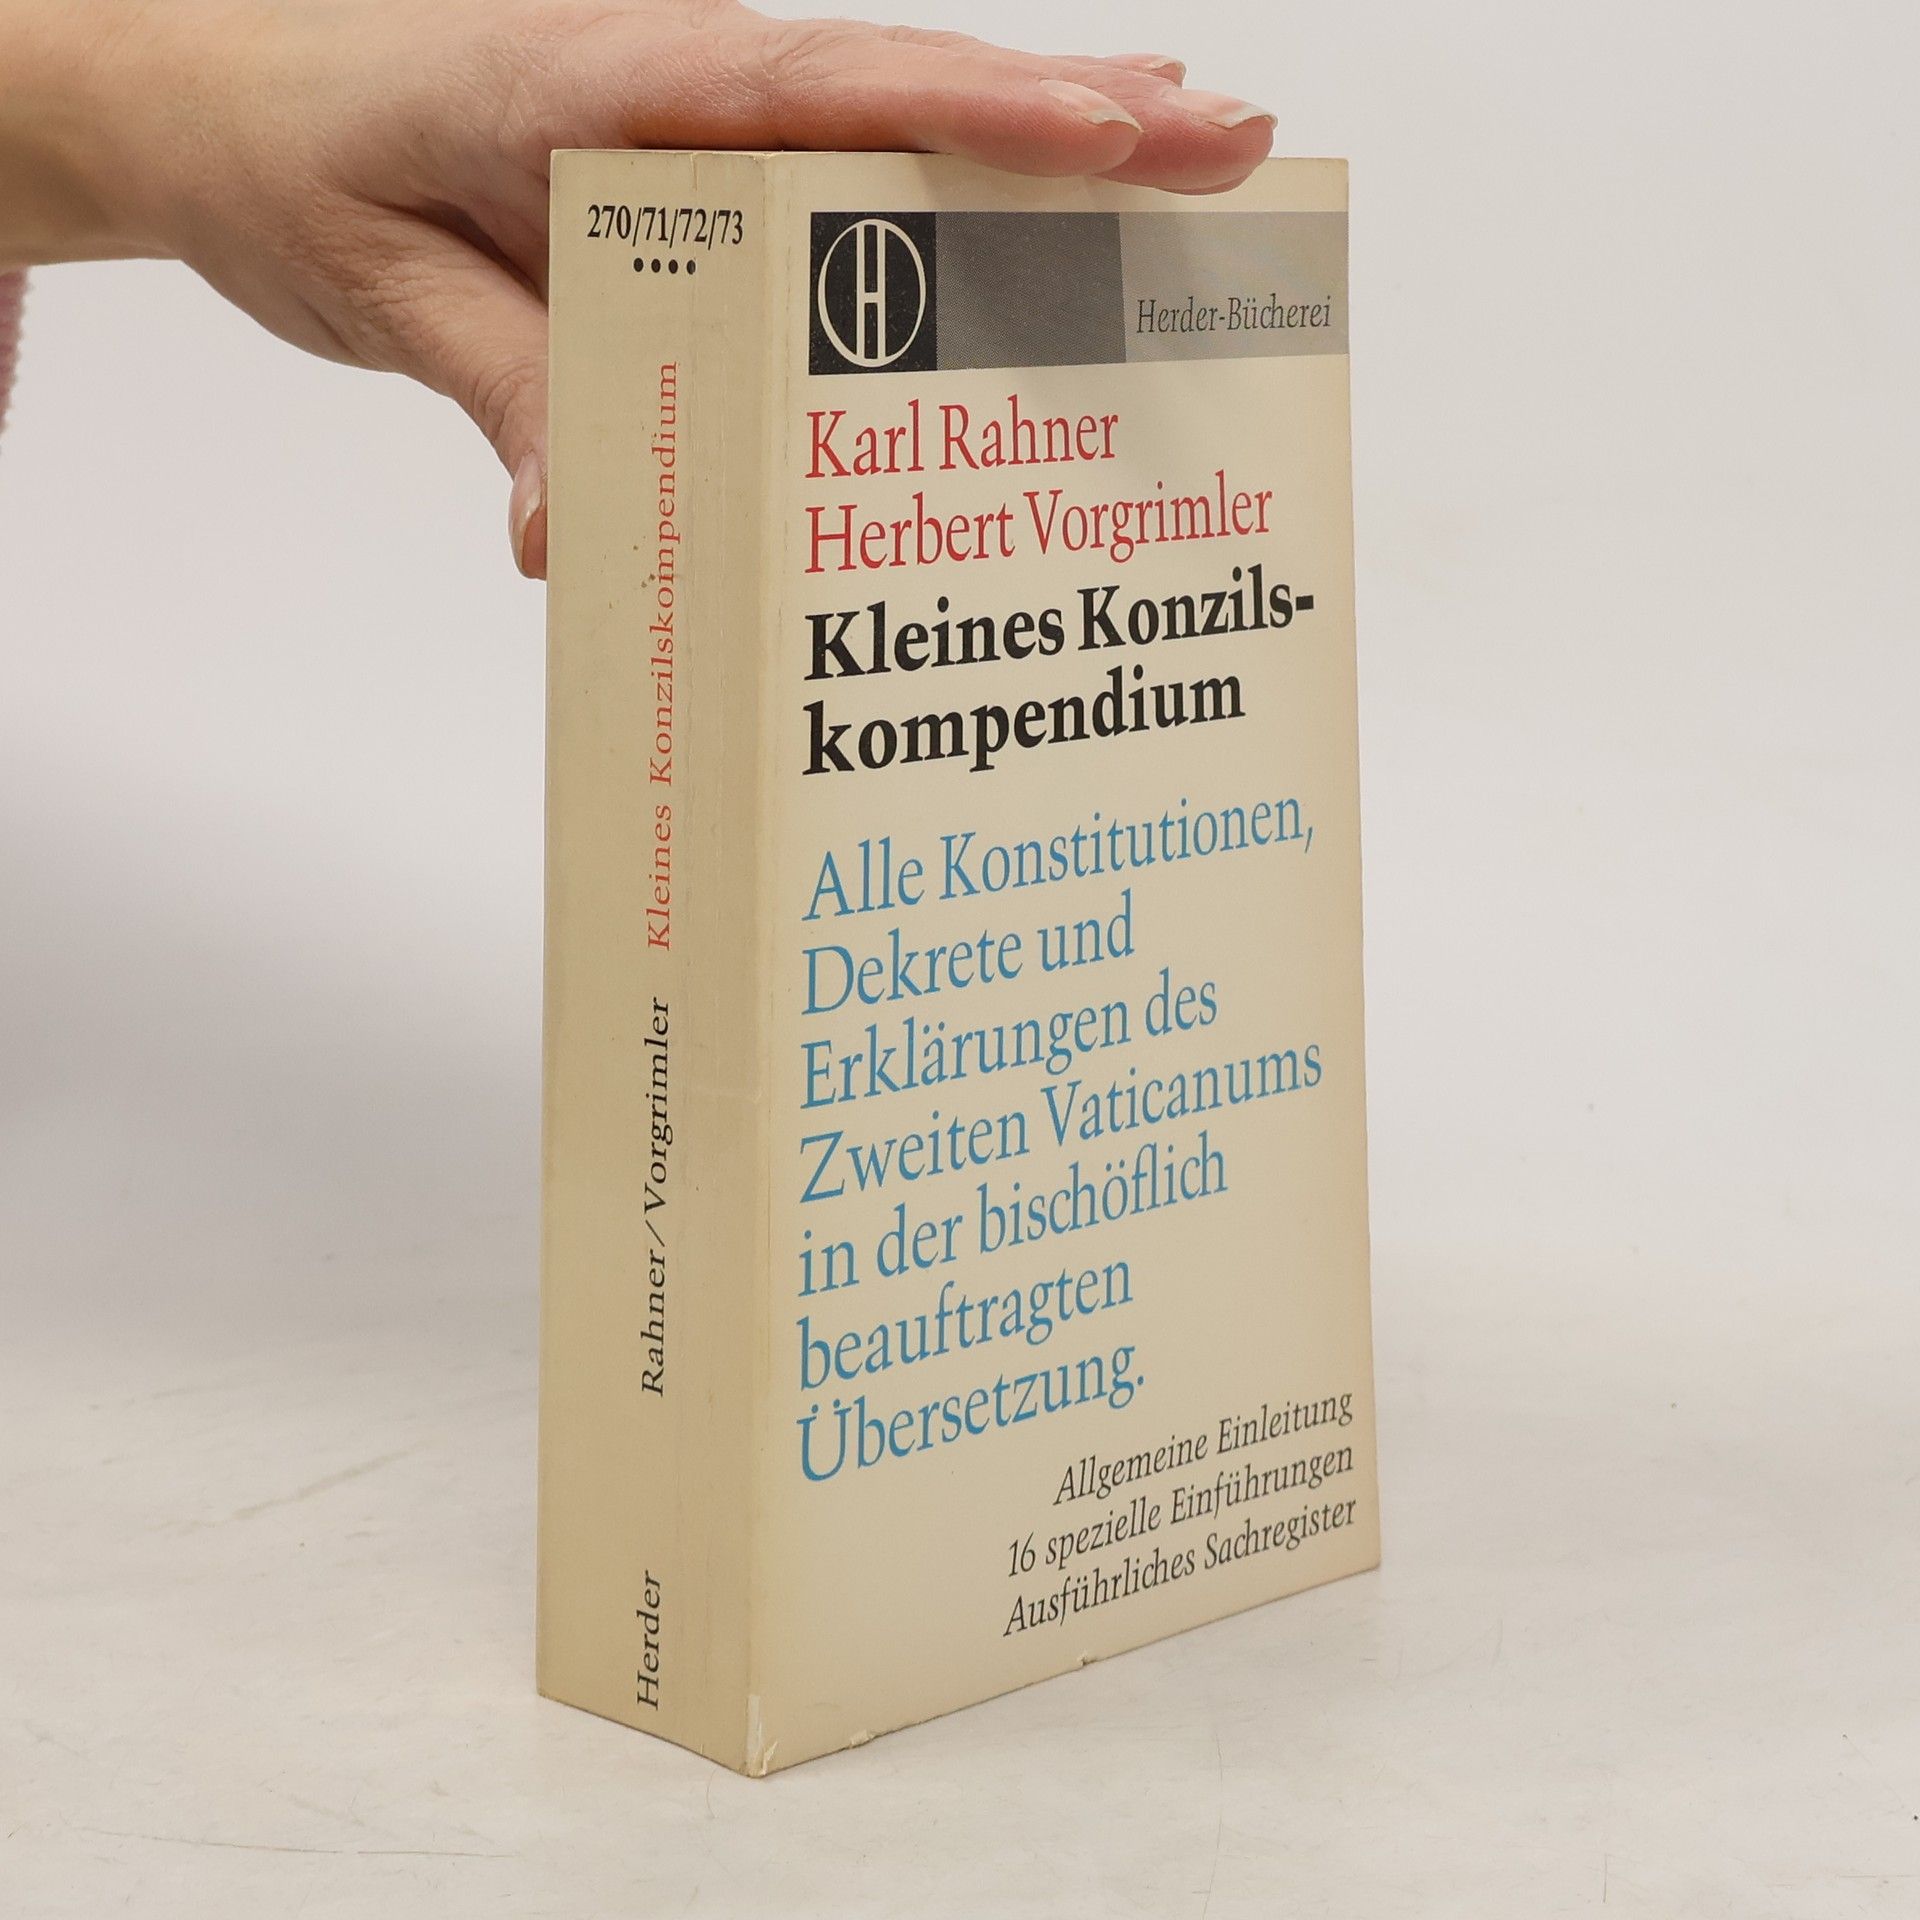 270/71/72/73
Kleines Konzilskompendium
Rahner/Vorgrimler
Herder
H
Herder-Bücherei
Karl Rahner
Herbert Vorgrimler
Kleines Konzils-
kompendium
Alle Konstitutionen,
Dekrete und
Erklärungen des
Zweiten Vaticanums
in der bischöflich
beauftragten
Übersetzung.
Allgemeine Einleitung
16 spezielle Einführungen
Ausführliches Sachregister